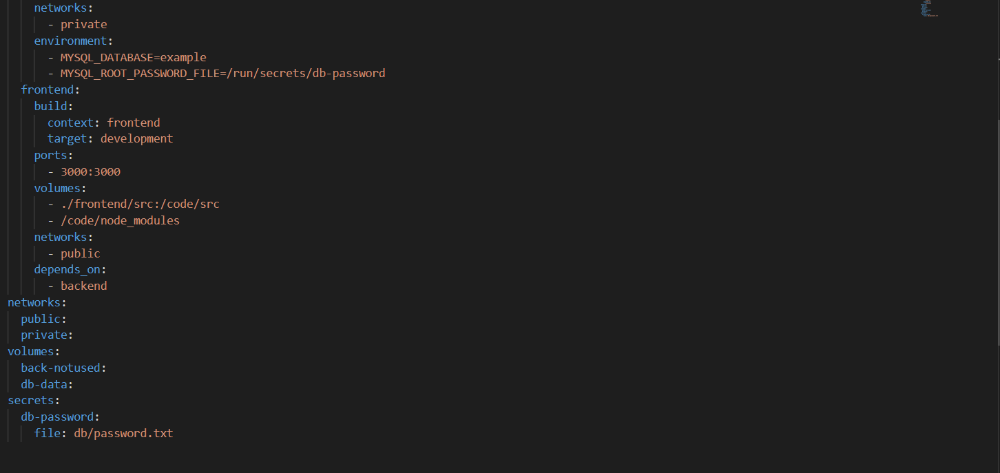 networks:
      - private
    environment:
      - MYSQL_DATABASE=example
      - MYSQL_ROOT_PASSWORD_FILE=/run/secrets/db-password
  frontend:
    build:
      context: frontend
      target: development
    ports:
      - 3000:3000
    volumes:
      - ./frontend/src:/code/src
      - /code/node_modules
    networks:
      - public
    depends_on:
      - backend
networks:
  public:
  private:
volumes:
  back-notused:
  db-data:
secrets:
  db-password:
    file: db/password.txt